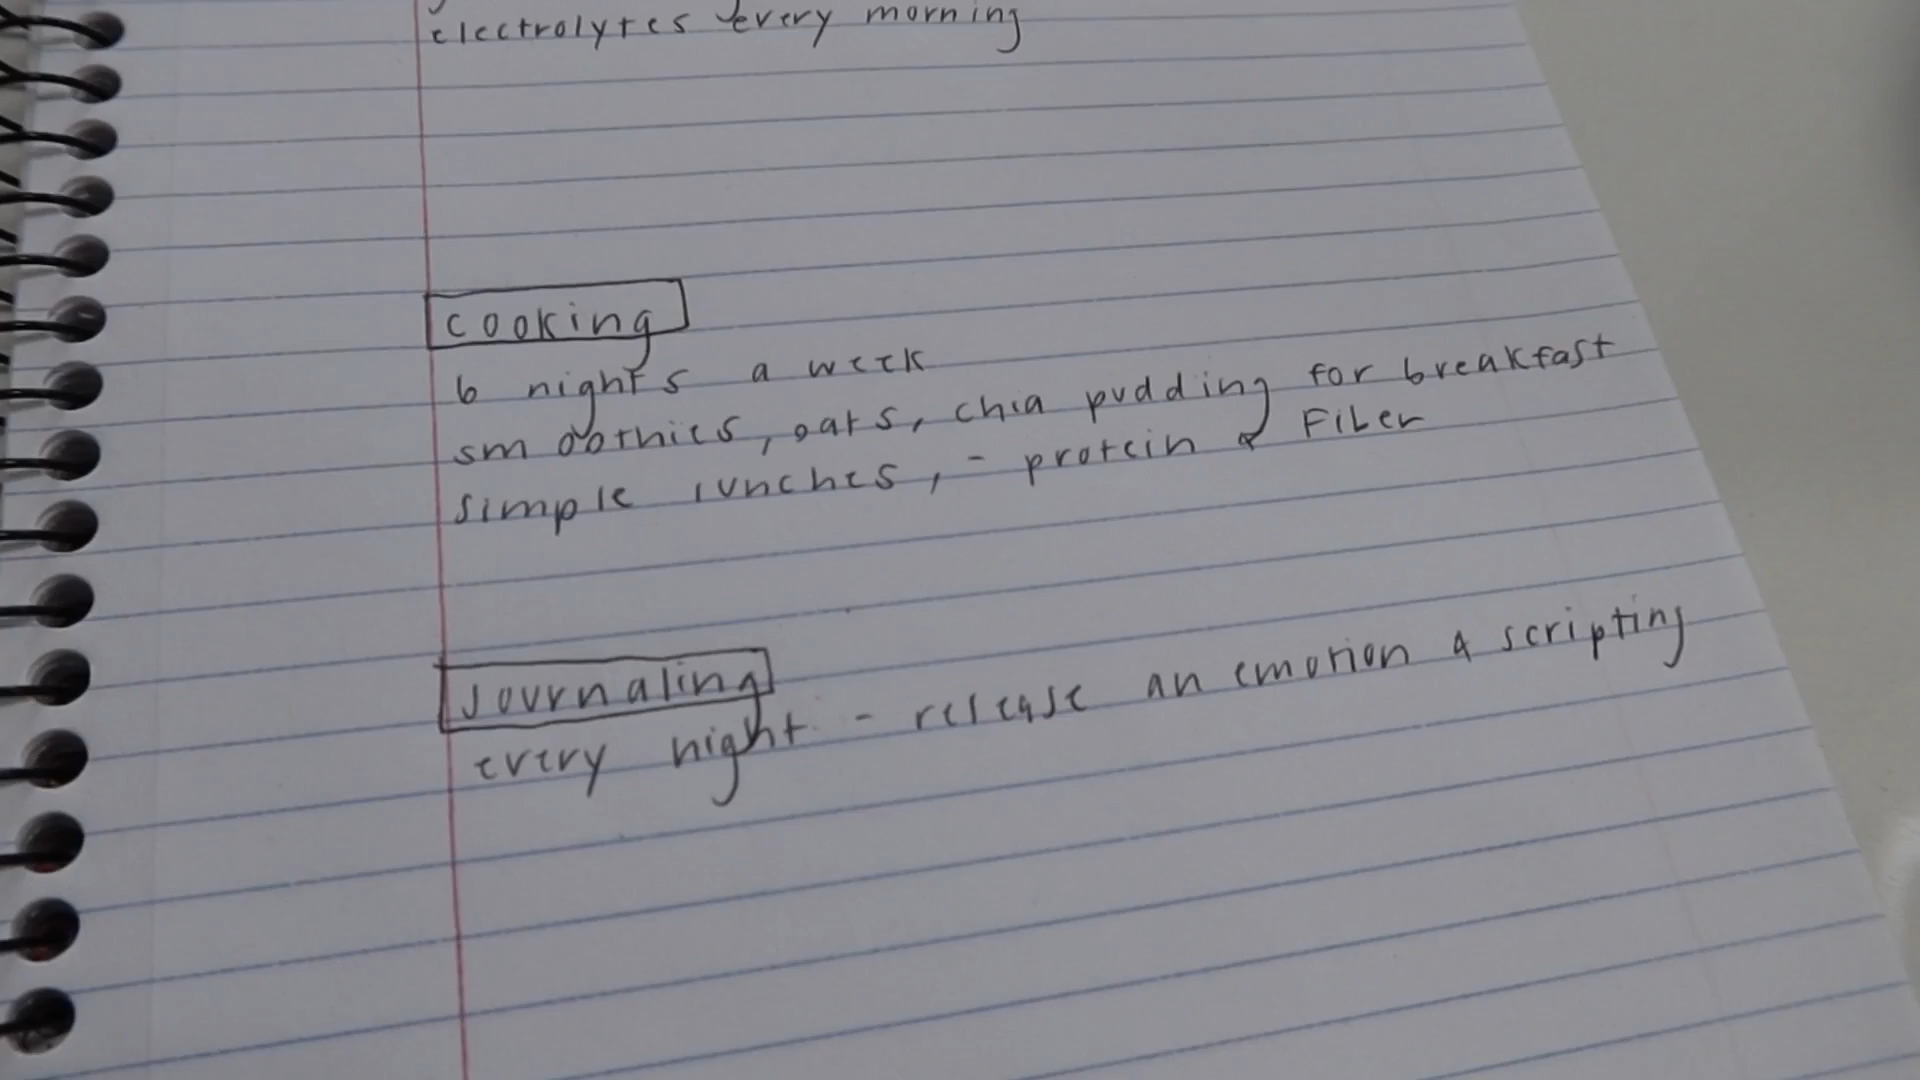 electrolytes every morning
cooking
6 nights a week
smoothies, oats, chia pudding for breakfast
simple lunches, - protein & Fiber
Journaling
every night - release an emotion & scripting